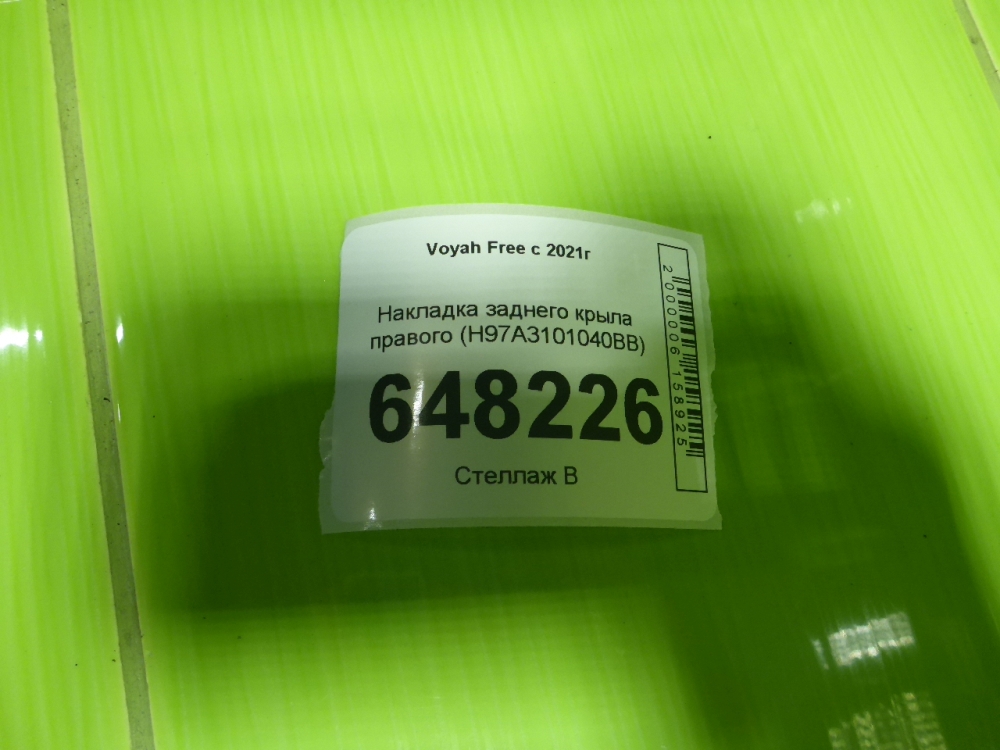 Voyah Free с 2021г
Накладка заднего крыла
правого (H97A3101040BB)
648226
Стеллаж В
2000006158925